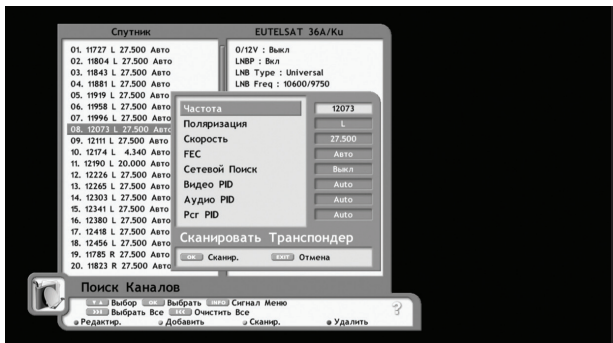 Спутник
EUTELSAT 36A/Ku
01. 11727 L 27.500 Авто
02. 11804 L 27.500 Авто
03. 11843 L 27.500 Авто
04. 11881 L 27.500 Авто
05. 11919 L 27.500 Авто
06. 11958 L 27.500 Авто
07. 11996 L 27.500 Авто
08. 12073 L 27.500 Авто
09. 12111 L 27.500 Авто
10. 12174 L 4.340 Авто
11. 12190 L 20.000 Авто
12. 12226 L 27.500 Авто
13. 12265 L 27.500 Авто
14. 12303 L 27.500 Авто
15. 12341 L 27.500 Авто
16. 12380 L 27.500 Авто
17. 12418 L 27.500 Авто
18. 12456 L 27.500 Авто
19. 11785 R 27.500 Авто
20. 11823 R 27.500 Авто
0/12V : Выкл
LNBP : Вкл
LNB Type : Universal
LNB Freq : 10600/9750
Частота 12073
Поляризация L
Скорость 27.500
FEC Авто
Сетевой Поиск Выкл
Видео PID Auto
Аудио PID Auto
Pcr PID Auto
Сканировать Транспондер
OK Сканир. EXIT Отмена
Поиск Каналов
Выбор OK Выбрать INFO Сигнал Меню
Выбрать Все Очистить Все
Редактир. Добавить Сканир. Удалить